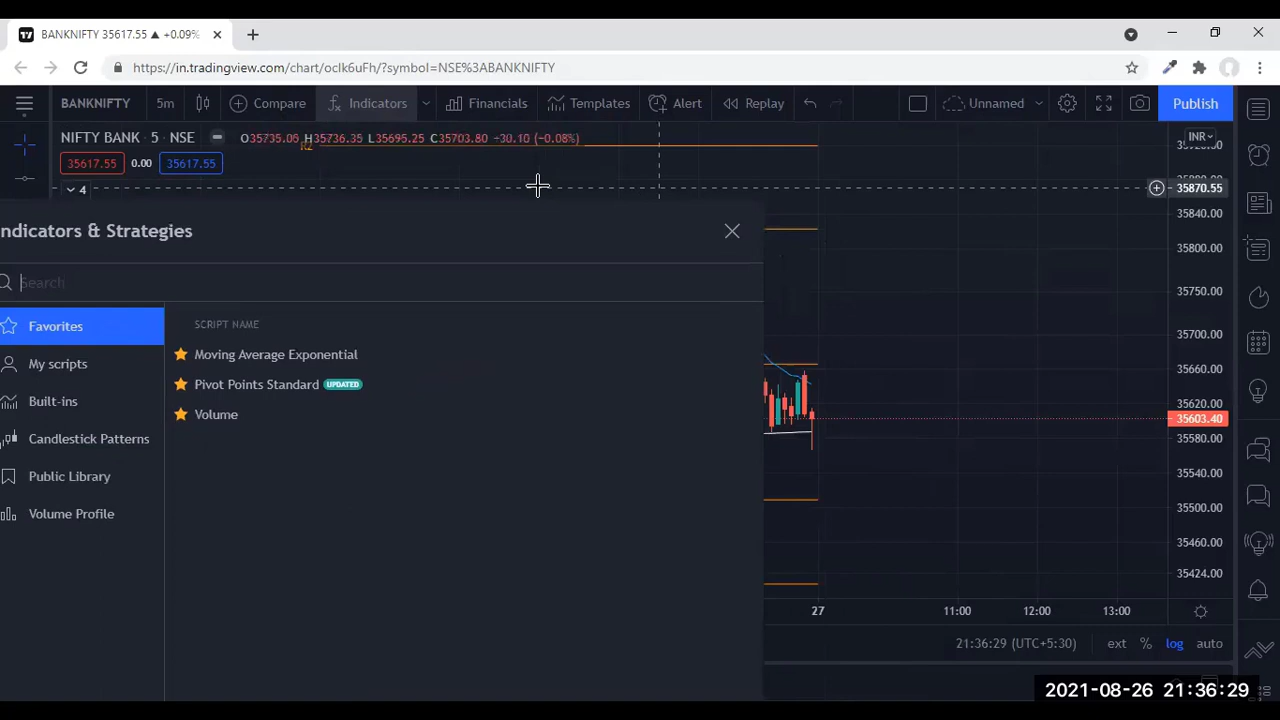 BANKNIFTY 35617.55 ▲ +0.09%
https://in.tradingview.com/chart/ocIk6uFh/?symbol=NSE%3ABANKNIFTY
BANKNIFTY 5m Compare Indicators Financials Templates Alert Replay Unnamed Publish
NIFTY BANK · 5 · NSE O35735.05 H35736.35 L35695.25 C35703.80 −30.10 (−0.08%) INR
R2
35617.55 0.00 35617.55
4 35870.55
35840.00
Indicators & Strategies
35800.00
Search
35750.00
Favorites
SCRIPT NAME
35700.00
Moving Average Exponential
My scripts
35660.00
Pivot Points Standard UPDATED
Built-ins
35620.00
Volume
35603.40
Candlestick Patterns
35580.00
Public Library
35540.00
Volume Profile
35500.00
35460.00
35424.00
27 11:00 12:00 13:00
21:36:29 (UTC+5:30) ext % log auto
2021-08-26 21:36:29